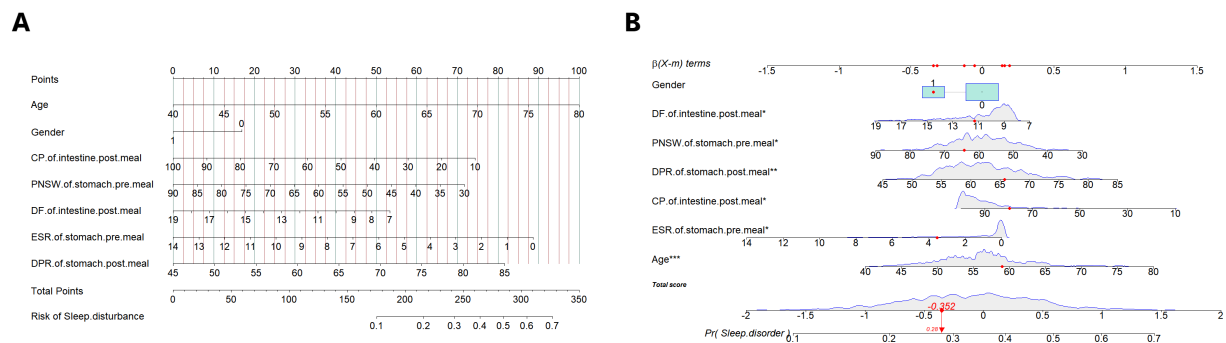 A
Points
0 10 20 30 40 50 60 70 80 90 100
Age
40 45 50 55 60 65 70 75 80
Gender
0
1
CP.of.intestine.post.meal
100 90 80 70 60 50 40 30 20 10
PNSW.of.stomach.pre.meal
90 85 80 75 70 65 60 55 50 45 40 35 30
DF.of.intestine.post.meal
19 17 15 13 11 9 8 7
ESR.of.stomach.pre.meal
14 13 12 11 10 9 8 7 6 5 4 3 2 1 0
DPR.of.stomach.post.meal
45 50 55 60 65 70 75 80 85
Total Points
0 50 100 150 200 250 300 350
Risk of Sleep.disturbance
0.1 0.2 0.3 0.4 0.5 0.6 0.7
B
β(X-m) terms
-1.5 -1 -0.5 0 0.5 1 1.5
Gender
1
0
DF.of.intestine.post.meal*
19 17 15 13 11 9 7
PNSW.of.stomach.pre.meal*
90 80 70 60 50 40 30
DPR.of.stomach.post.meal**
45 50 55 60 65 70 75 80 85
CP.of.intestine.post.meal*
90 70 50 30 10
ESR.of.stomach.pre.meal*
14 12 10 8 6 4 2 0
Age***
40 45 50 55 60 65 70 75 80
Total score
-0.352
-2 -1.5 -1 -0.5 0 0.5 1 1.5 2
Pr( Sleep.disorder )
0.28
0.1 0.2 0.3 0.4 0.5 0.6 0.7